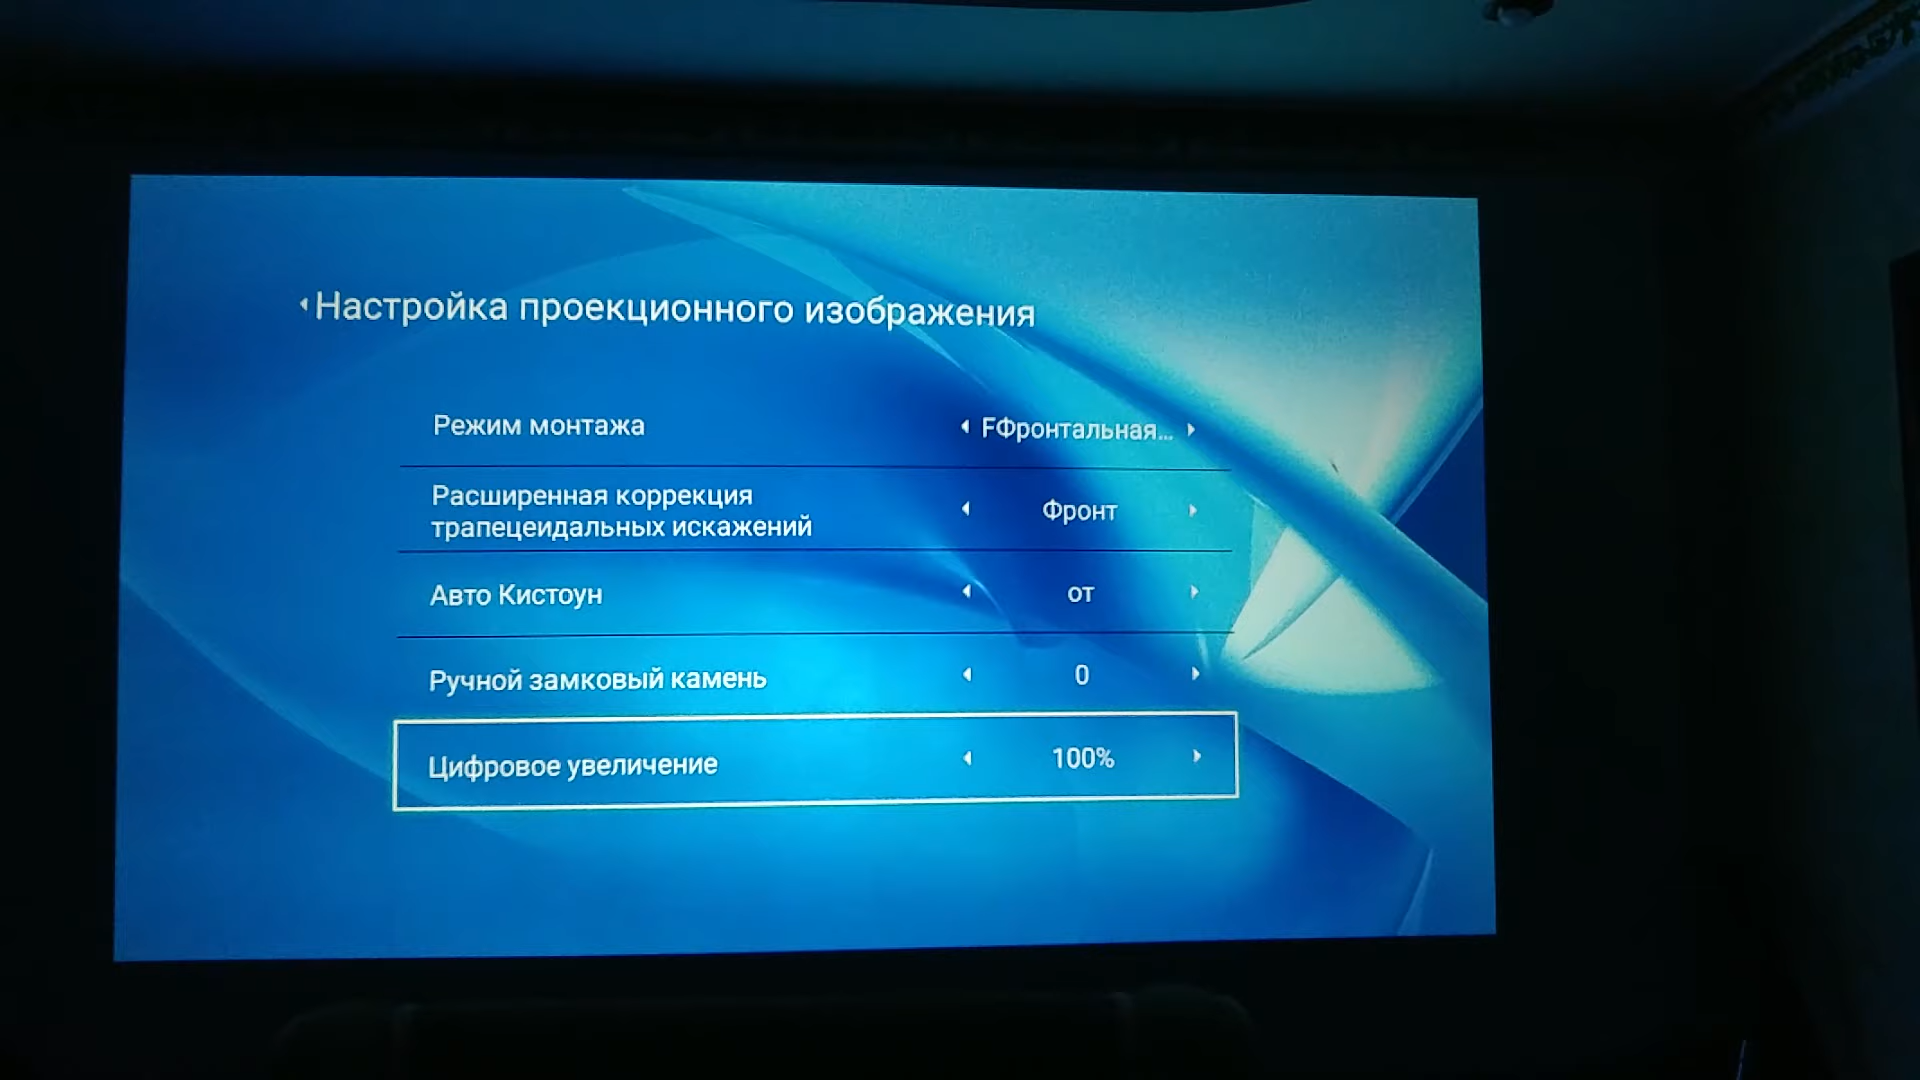 Настройка проекционного изображения
Режим монтажа
FФронтальная...
Расширенная коррекция
трапецеидальных искажений
Фронт
Авто Кистоун
от
Ручной замковый камень
0
Цифровое увеличение
100%